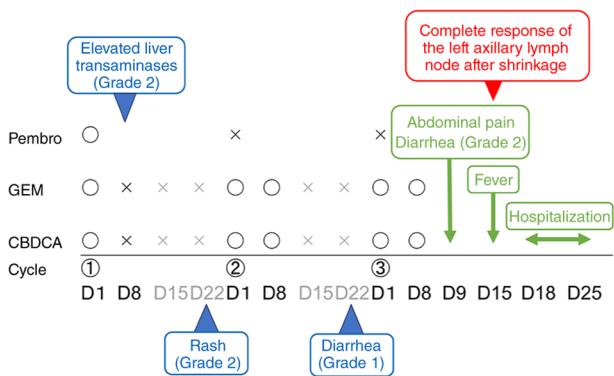 Elevated liver
transaminases
(Grade 2)
Complete response of
the left axillary lymph
node after shrinkage
Abdominal pain
Diarrhea (Grade 2)
Fever
Hospitalization
Pembro ○ × ×
GEM ○ × × × ○ ○ × × ○ ○
CBDCA ○ × × × ○ ○ × × ○ ○
Cycle ① ② ③
D1 D8 D15 D22 D1 D8 D15 D22 D1 D8 D9 D15 D18 D25
Rash
(Grade 2)
Diarrhea
(Grade 1)